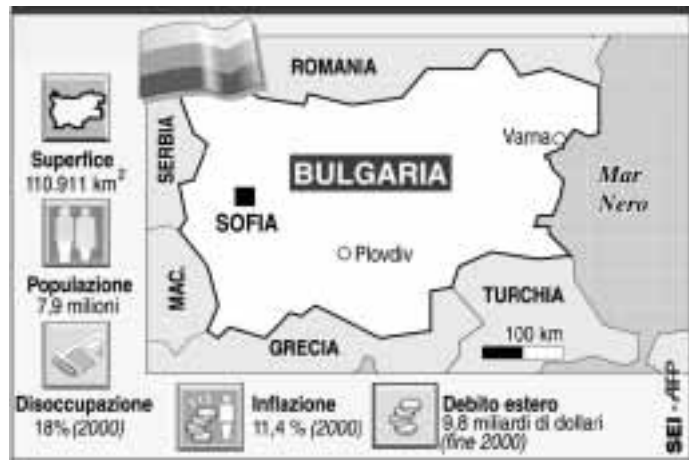 ROMANIA
SERBIA
Varna
BULGARIA
Mar
Nero
SOFIA
Plovdiv
MAC.
TURCHIA
GRECIA
100 km
Superfice
110.911 km²
Popułazione
7,9 milioni
Disoccupazione
18% (2000)
Inflazione
11,4 % (2000)
Debito estero
9,8 miliardi di dollari
(fine 2000)
SEI - AFP